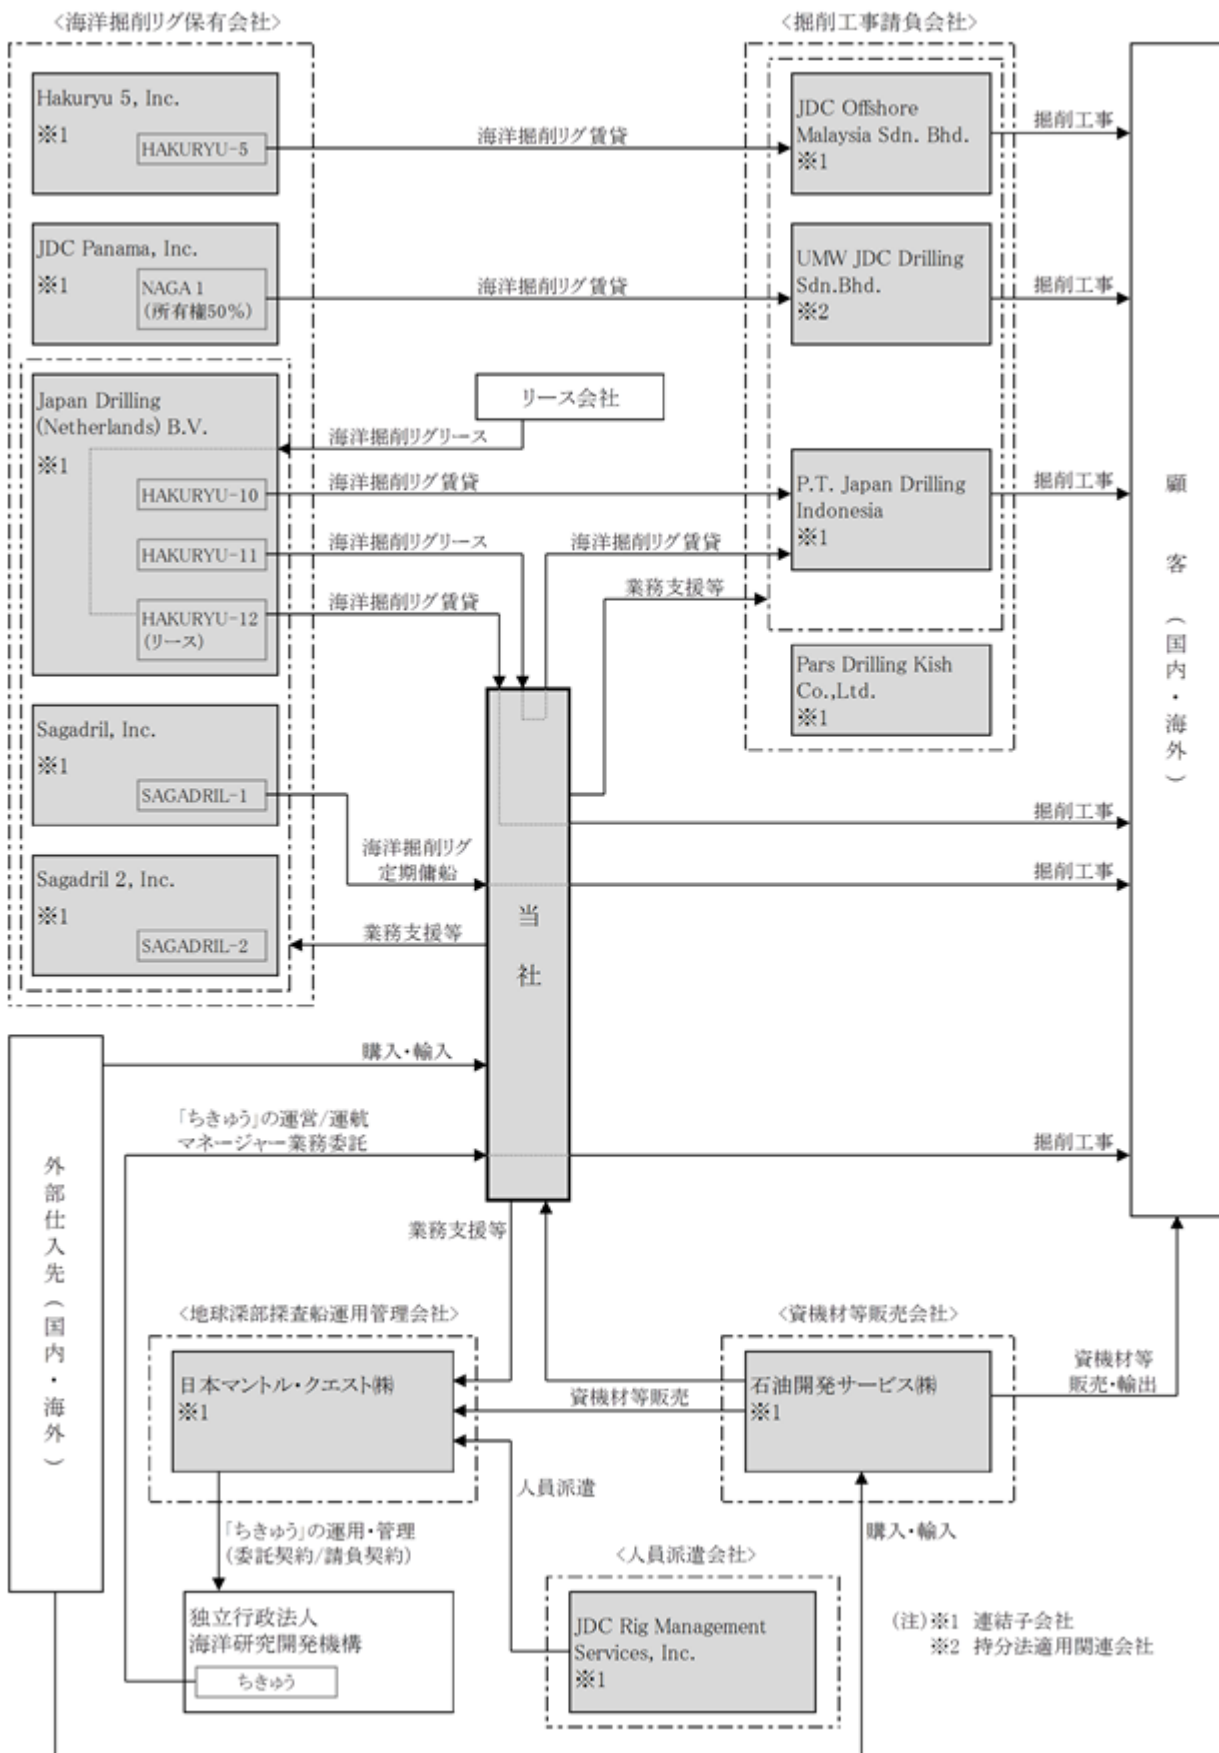 <海洋掘削リグ保有会社>
<掘削工事請負会社>
Hakuryu 5, Inc.
※1
HAKURYU-5
海洋掘削リグ賃貸
JDC Offshore
Malaysia Sdn. Bhd.
※1
掘削工事
JDC Panama, Inc.
※1
NAGA 1
(所有権50%)
海洋掘削リグ賃貸
UMW JDC Drilling
Sdn.Bhd.
※2
掘削工事
Japan Drilling
(Netherlands) B.V.
※1
リース会社
海洋掘削リグリース
HAKURYU-10
海洋掘削リグ賃貸
P.T. Japan Drilling
Indonesia
※1
掘削工事
HAKURYU-11
海洋掘削リグリース
海洋掘削リグ賃貸
HAKURYU-12
(リース)
海洋掘削リグ賃貸
業務支援等
Pars Drilling Kish
Co.,Ltd.
※1
顧客(国内・海外)
Sagadril, Inc.
※1
SAGADRIL-1
海洋掘削リグ
定期傭船
掘削工事
掘削工事
Sagadril 2, Inc.
※1
SAGADRIL-2
業務支援等
当社
購入・輸入
「ちきゅう」の運営/運航
マネージャー業務委託
掘削工事
外部仕入先(国内・海外)
業務支援等
<地球深部探査船運用管理会社>
<資機材等販売会社>
日本マントル・クエスト㈱
※1
資機材等販売
石油開発サービス㈱
※1
資機材等
販売・輸出
人員派遣
「ちきゅう」の運用・管理
(委託契約/請負契約)
購入・輸入
<人員派遣会社>
独立行政法人
海洋研究開発機構
ちきゅう
JDC Rig Management
Services, Inc.
※1
(注)※1 連結子会社
※2 持分法適用関連会社